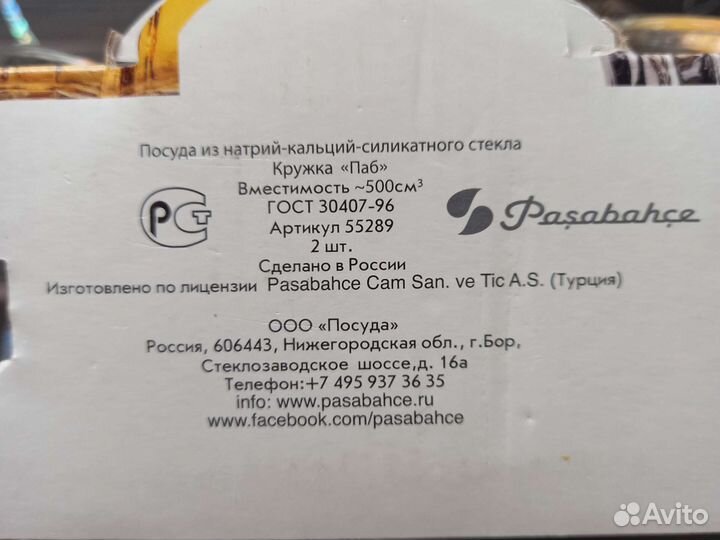 Посуда из натрий-кальций-силикатного стекла
Кружка «Паб»
Вместимость ~500см³
ГОСТ 30407-96
Артикул 55289
2 шт.
Сделано в России
Изготовлено по лицензии Pasabahce Cam San. ve Tic A.S. (Турция)
РСТ
Paşabahçe
ООО «Посуда»
Россия, 606443, Нижегородская обл., г.Бор,
Стеклозаводское шоссе,д. 16а
Телефон:+7 495 937 36 35
info: www.pasabahce.ru
www.facebook.com/pasabahce
Avito